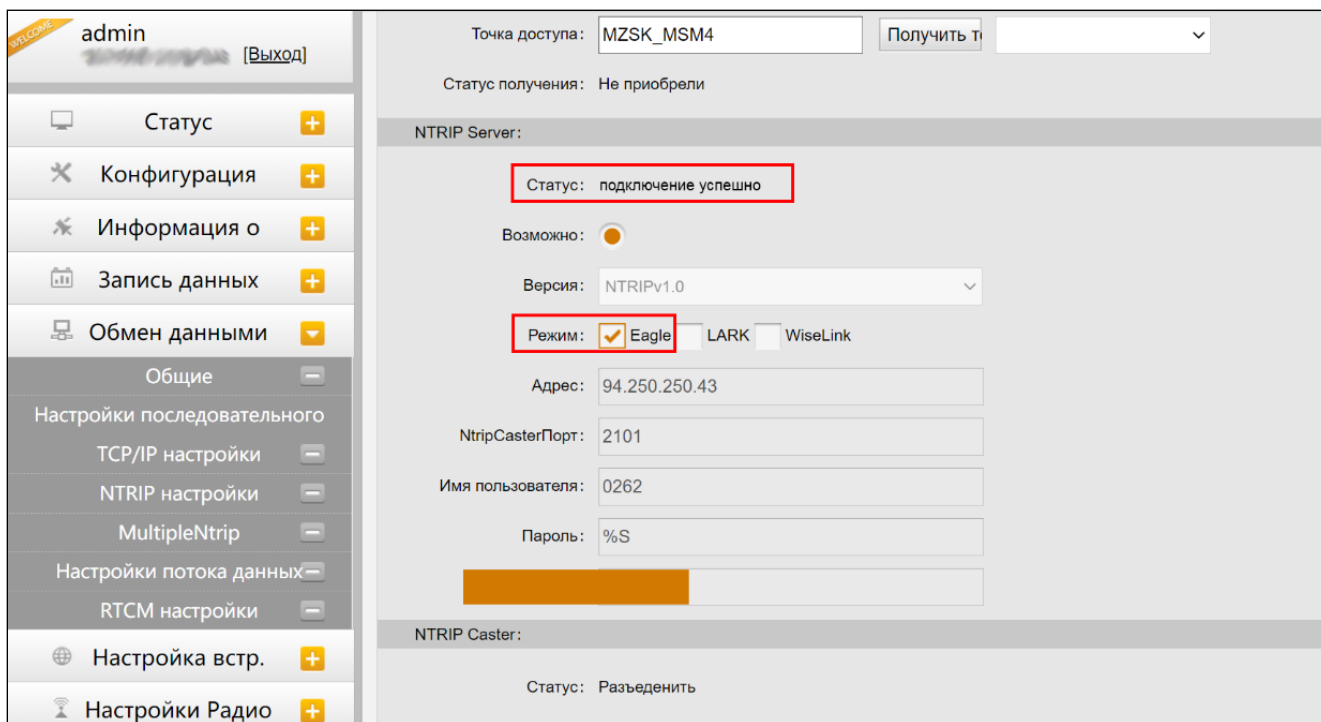 WELCOME
admin
[Выход]
Статус
Конфигурация
Информация о
Запись данных
Обмен данными
Общие
Настройки последовательного
TCP/IP настройки
NTRIP настройки
MultipleNtrip
Настройки потока данных
RTCM настройки
Настройка встр.
Настройки Радио
Точка доступа: MZSK_MSM4 Получить т
Статус получения: Не приобрели
NTRIP Server:
Статус: подключение успешно
Возможно:
Версия: NTRIPv1.0
Режим: Eagle LARK WiseLink
Адрес: 94.250.250.43
NtripCasterПорт: 2101
Имя пользователя: 0262
Пароль: %S
NTRIP Caster:
Статус: Разъеденить